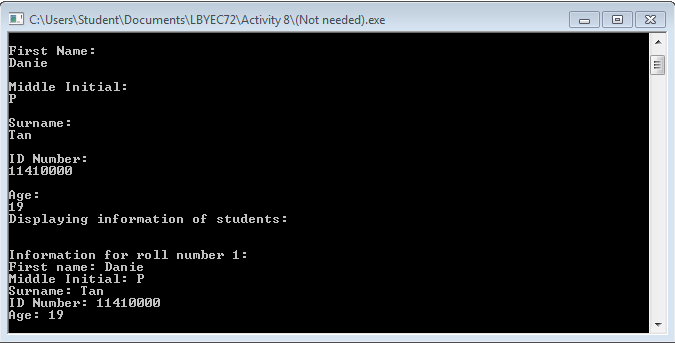 C:\Users\Student\Documents\LBYEC72\Activity 8\(Not needed).exe
First Name:
Danie
Middle Initial:
P
Surname:
Tan
ID Number:
11410000
Age:
19
Displaying information of students:
Information for roll number 1:
First name: Danie
Middle Initial: P
Surname: Tan
ID Number: 11410000
Age: 19